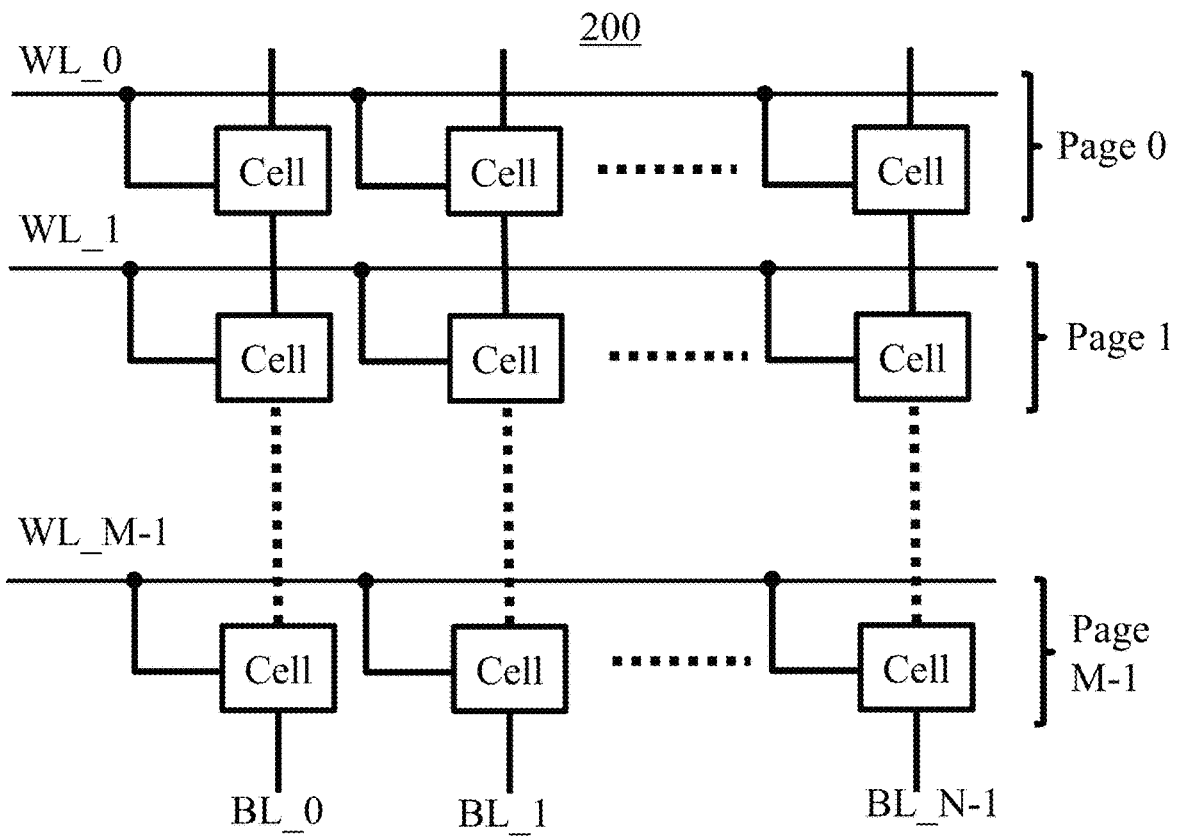 200
WL_0
Cell Cell Cell Page 0
WL_1
Cell Cell Cell Page 1
WL_M-1
Cell Cell Cell Page
M-1
BL_0 BL_1 BL_N-1